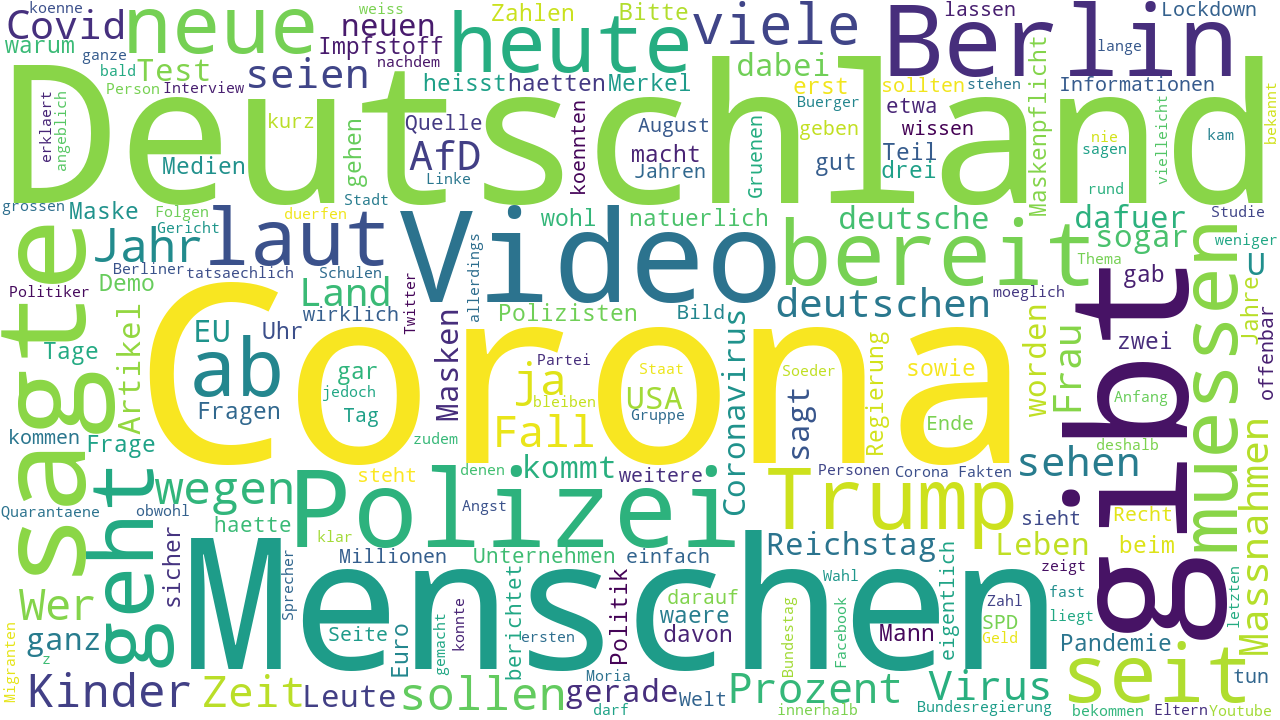 koenne
weiss
Zahlen
Bitte
viele
lassen
Lockdown
Covid
neue
neuen
heute
Berlin
warum
ganze
Impfstoff
nachdem
lange
bald
Test
seien
heisst
haetten
Merkel
dabei
erst
sollten
stehen
Informationen
Person
Interview
Deutschland
erklaert
angeblich
kurz
gehen
Quelle
AfD
koennten
August
macht
Jahren
Gruenen
Buerger
geben
etwa
wissen
gut
Teil
drei
Maskenpflicht
nie
sagen
vielleicht
kam
bekannt
Medien
Linke
rund
grossen
Maske
Folgen
Gericht
Stadt
duerfen
wohl
natuerlich
deutsche
dafuer
Studie
sagte
Jahr
laut
Video
bereit
sogar
weniger
Thema
Politiker
Berliner
tatsaechlich
Schulen
Demo
Land
wirklich
Twitter
allerdings
Polizisten
Bild
deutschen
moeglich
gab
U
muessen
Jahre
offenbar
gibt
Tage
Artikel
EU
Uhr
ab
Corona
Masken
Partei
ja
Staat
USA
bleiben
Gruppe
Coronavirus
Soeder
sagt
Regierung
sowie
worden
Frau
zwei
Anfang
gar
jedoch
Tag
Fragen
Fall
Ende
kommen
Frage
zudem
deshalb
geht
wegen
steht
denen
kommt
weitere
Personen
Corona Fakten
sehen
Massnahmen
Quarantaene
obwohl
haette
Polizei
Angst
Trump
sieht
Recht
klar
sicher
Sprecher
Millionen
Unternehmen
einfach
Reichstag
Leben
beim
Wer
Menschen
berichtet
Politik
darauf
Wahl
eigentlich
zeigt
fast
letzten
waere
Zahl
liegt
ganz
Seite
gemacht
konnte
ersten
davon
Bundestag
Facebook
Mann
SPD
Geld
Pandemie
z
Migranten
Euro
Moria
seit
tun
Kinder
Zeit
Leute
sollen
gerade
Welt
Prozent
Virus
Bundesregierung
darf
innerhalb
bekommen
Eltern
Youtube